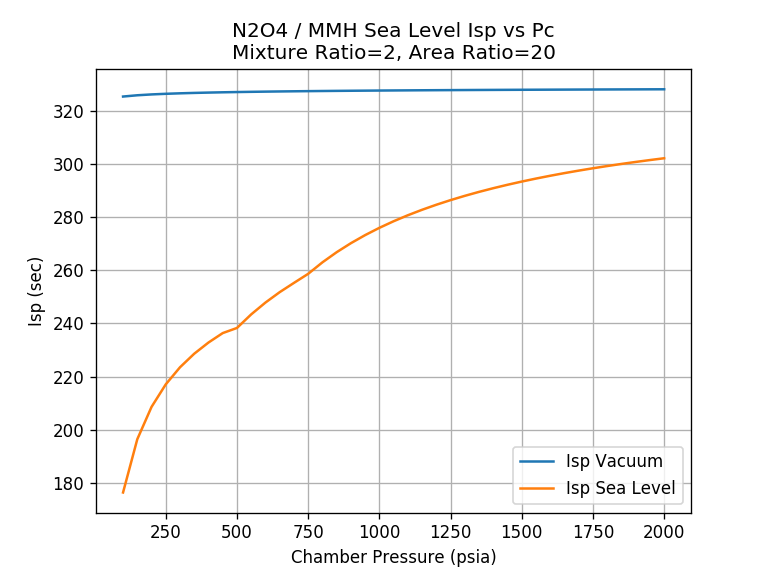 N2O4 / MMH Sea Level Isp vs Pc
Mixture Ratio=2, Area Ratio=20
Isp (sec)
320
300
280
260
240
220
200
180
Isp Vacuum
Isp Sea Level
250 500 750 1000 1250 1500 1750 2000
Chamber Pressure (psia)